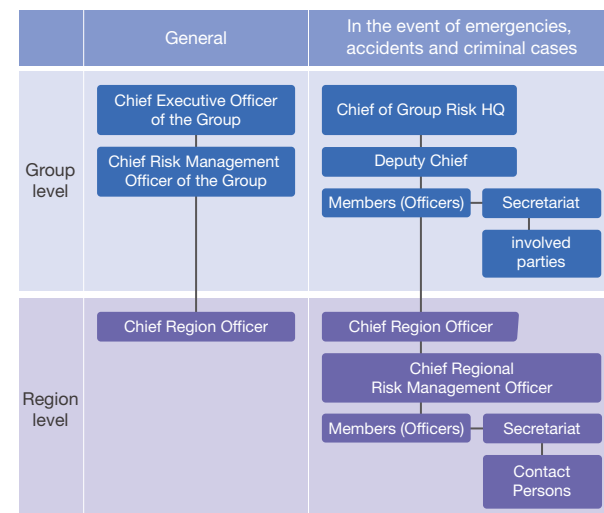 General
In the event of emergencies,
accidents and criminal cases
Group
level
Chief Executive Officer
of the Group
Chief Risk Management
Officer of the Group
Chief of Group Risk HQ
Deputy Chief
Members (Officers)
Secretariat
involved
parties
Region
level
Chief Region Officer
Chief Region Officer
Chief Regional
Risk Management Officer
Members (Officers)
Secretariat
Contact
Persons